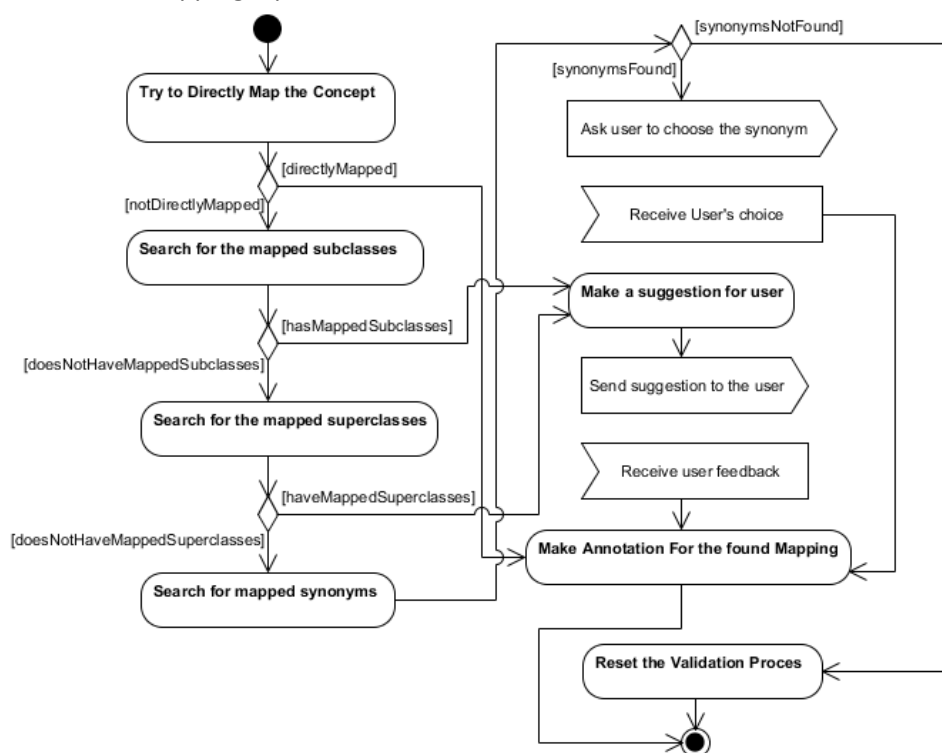 Try to Directly Map the Concept
[directlyMapped]
[notDirectlyMapped]
Search for the mapped subclasses
[hasMappedSubclasses]
[doesNotHaveMappedSubclasses]
Search for the mapped superclasses
[haveMappedSuperclasses]
[doesNotHaveMappedSuperclasses]
Search for mapped synonyms
[synonymsNotFound]
[synonymsFound]
Ask user to choose the synonym
Receive User's choice
Make a suggestion for user
Send suggestion to the user
Receive user feedback
Make Annotation For the found Mapping
Reset the Validation Proces